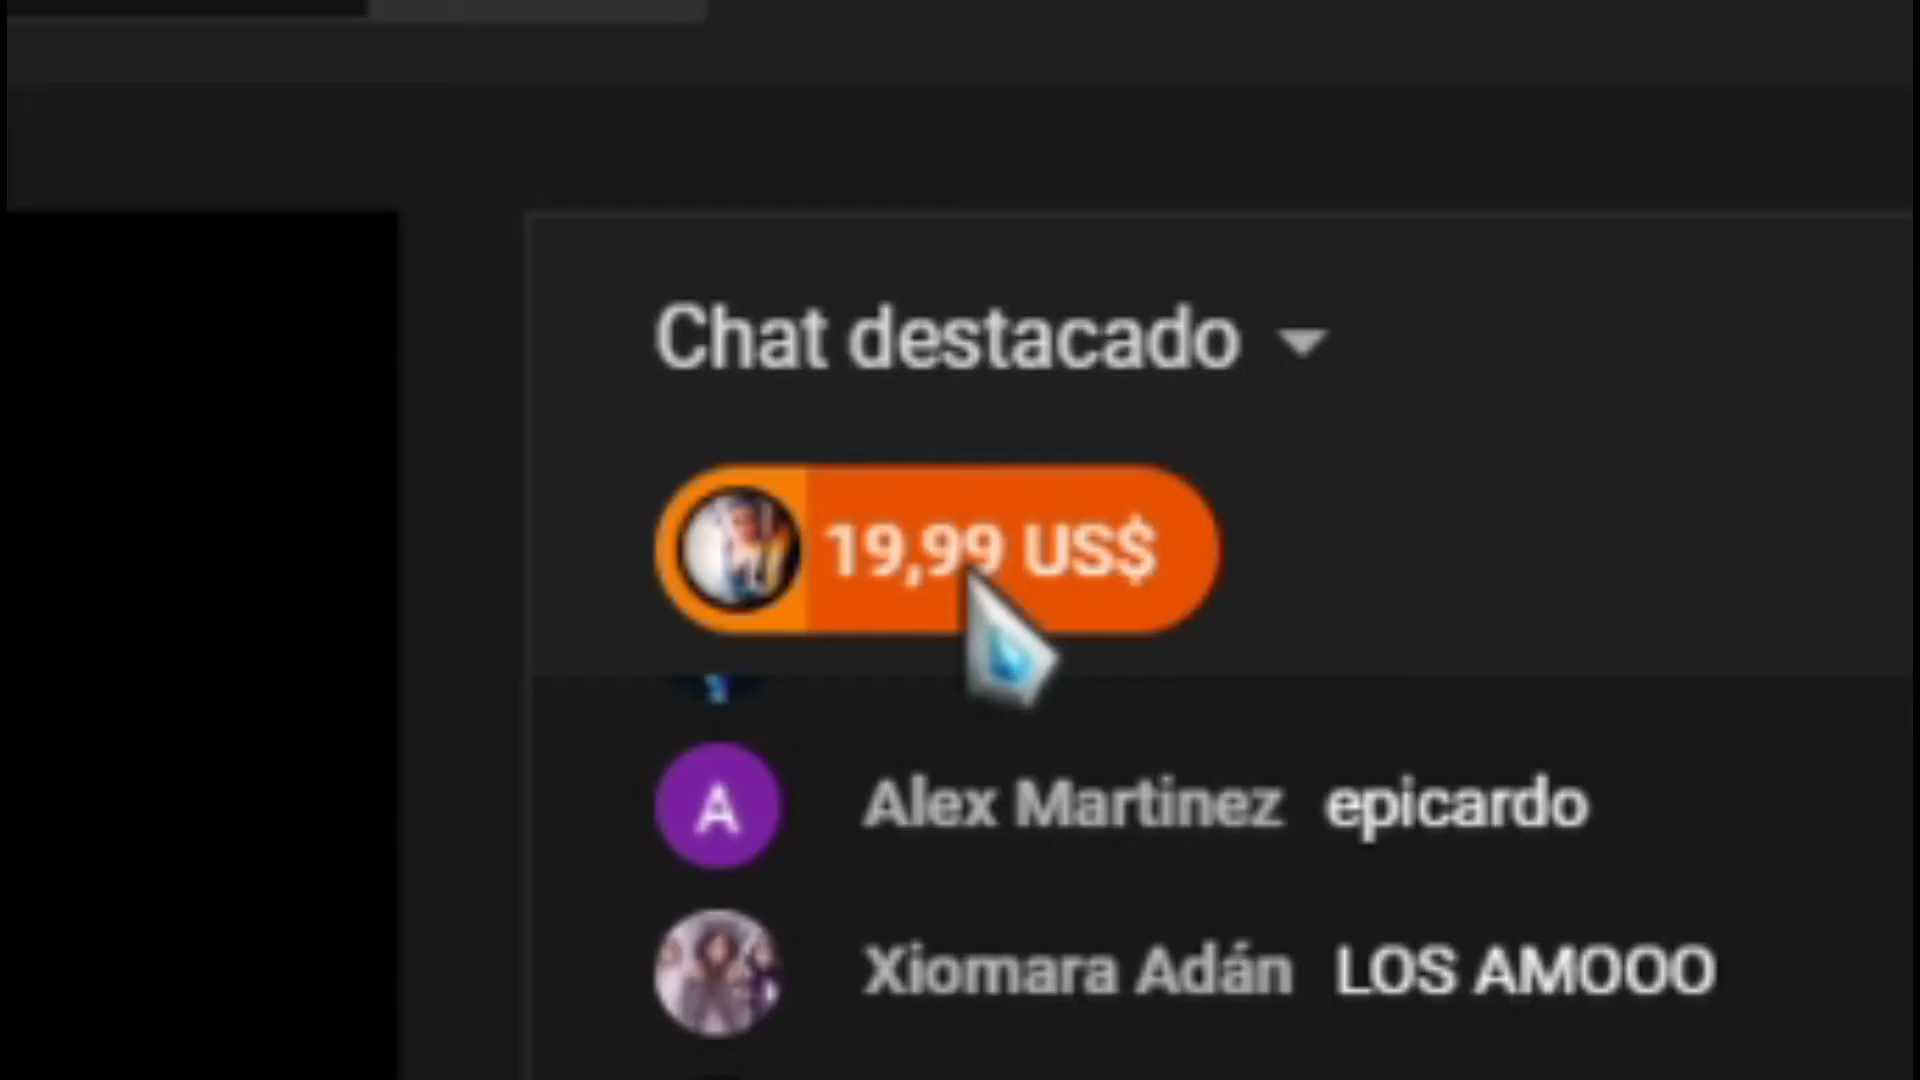 Chat destacado
19,99 US$
A Alex Martinez epicardo
Xiomara Adán LOS AMOOO